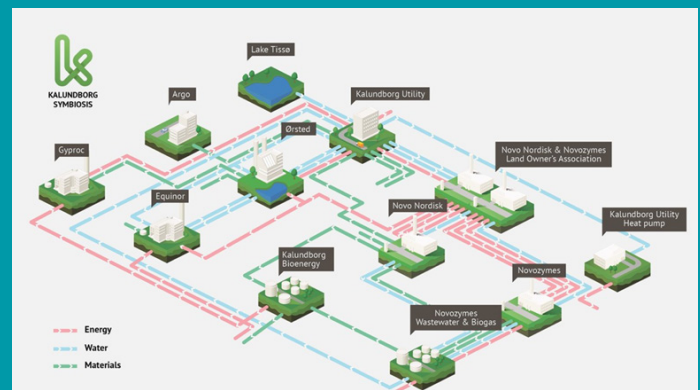 KALUNDBORG
SYMBIOSIS
Lake Tissø
Argo
Kalundborg Utility
Gyproc
Ørsted
Novo Nordisk & Novozymes
Land Owner's Association
Equinor
Novo Nordisk
Kalundborg Utility
Heat pump
Kalundborg
Bioenergy
Novozymes
Novozymes
Wastewater & Biogas
Energy
Water
Materials